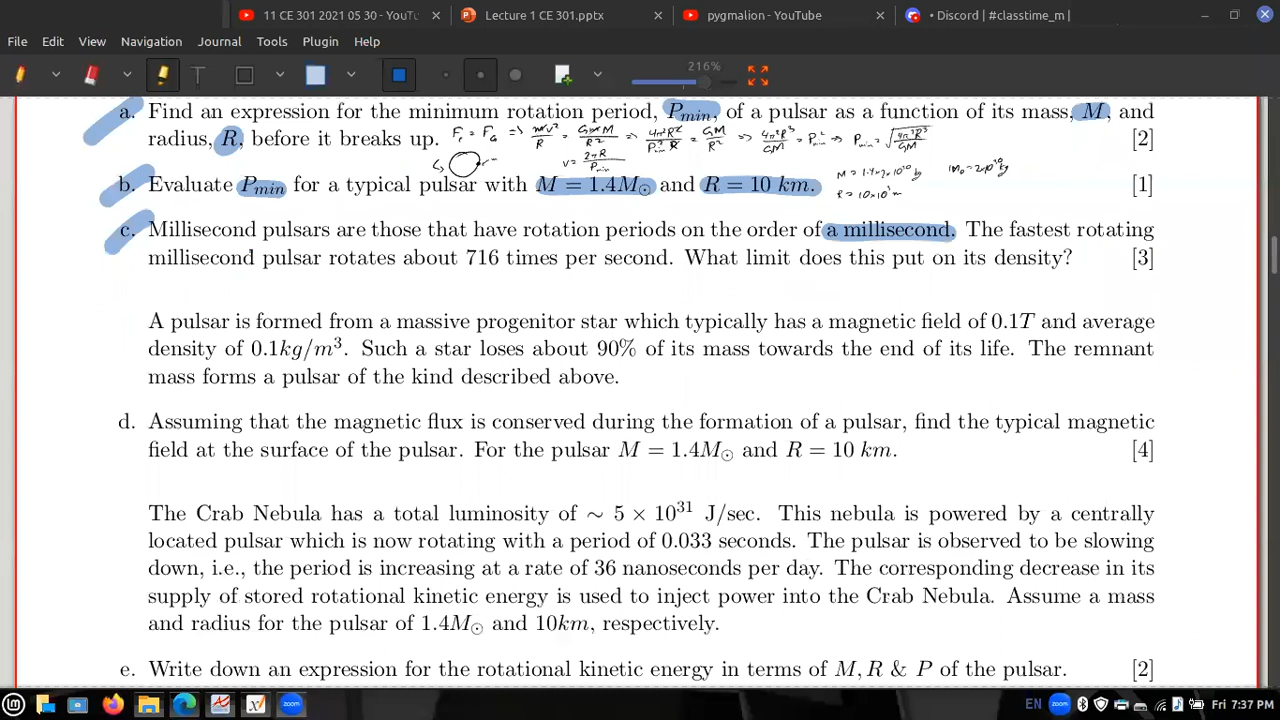 11 CE 301 2021 05 30 - YouTu
Lecture 1 CE 301.pptx
pygmalion - YouTube
• Discord | #classtime_m |
File Edit View Navigation Journal Tools Plugin Help
216%
a. Find an expression for the minimum rotation period, P_min, of a pulsar as a function of its mass, M, and
radius, R, before it breaks up. [2]
b. Evaluate P_min for a typical pulsar with M = 1.4M⊙ and R = 10 km. [1]
c. Millisecond pulsars are those that have rotation periods on the order of a millisecond. The fastest rotating
millisecond pulsar rotates about 716 times per second. What limit does this put on its density? [3]
A pulsar is formed from a massive progenitor star which typically has a magnetic field of 0.1T and average
density of 0.1kg/m³. Such a star loses about 90% of its mass towards the end of its life. The remnant
mass forms a pulsar of the kind described above.
d. Assuming that the magnetic flux is conserved during the formation of a pulsar, find the typical magnetic
field at the surface of the pulsar. For the pulsar M = 1.4M⊙ and R = 10 km. [4]
The Crab Nebula has a total luminosity of ∼ 5 × 10³¹ J/sec. This nebula is powered by a centrally
located pulsar which is now rotating with a period of 0.033 seconds. The pulsar is observed to be slowing
down, i.e., the period is increasing at a rate of 36 nanoseconds per day. The corresponding decrease in its
supply of stored rotational kinetic energy is used to inject power into the Crab Nebula. Assume a mass
and radius for the pulsar of 1.4M⊙ and 10km, respectively.
e. Write down an expression for the rotational kinetic energy in terms of M, R & P of the pulsar. [2]
EN
zoom
Fri 7:37 PM